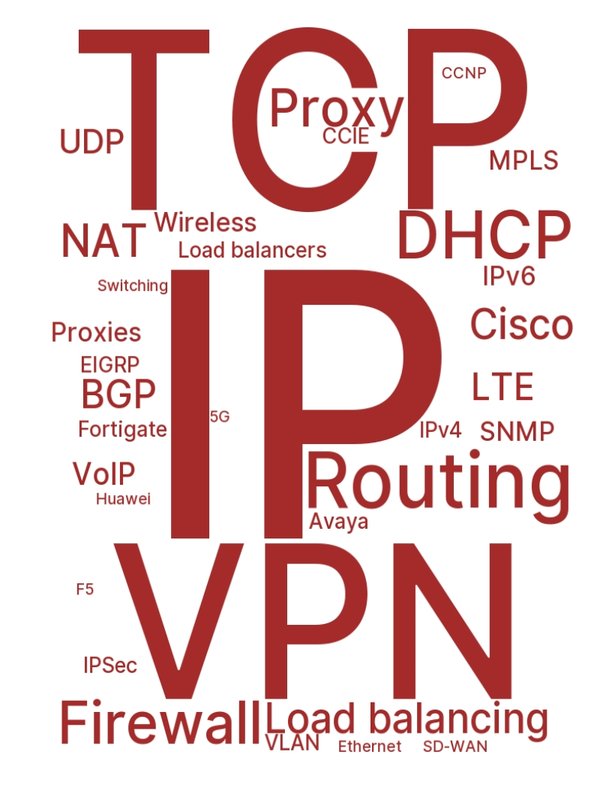 TCP
CCNP
Proxy
CCIE
UDP
MPLS
Wireless
DHCP
NAT
Load balancers
IPv6
Switching
IP
Cisco
Proxies
EIGRP
BGP
LTE
5G
Fortigate
IPv4
SNMP
VoIP
Routing
Huawei
Avaya
VPN
F5
IPSec
Firewall
Load balancing
VLAN
Ethernet
SD-WAN